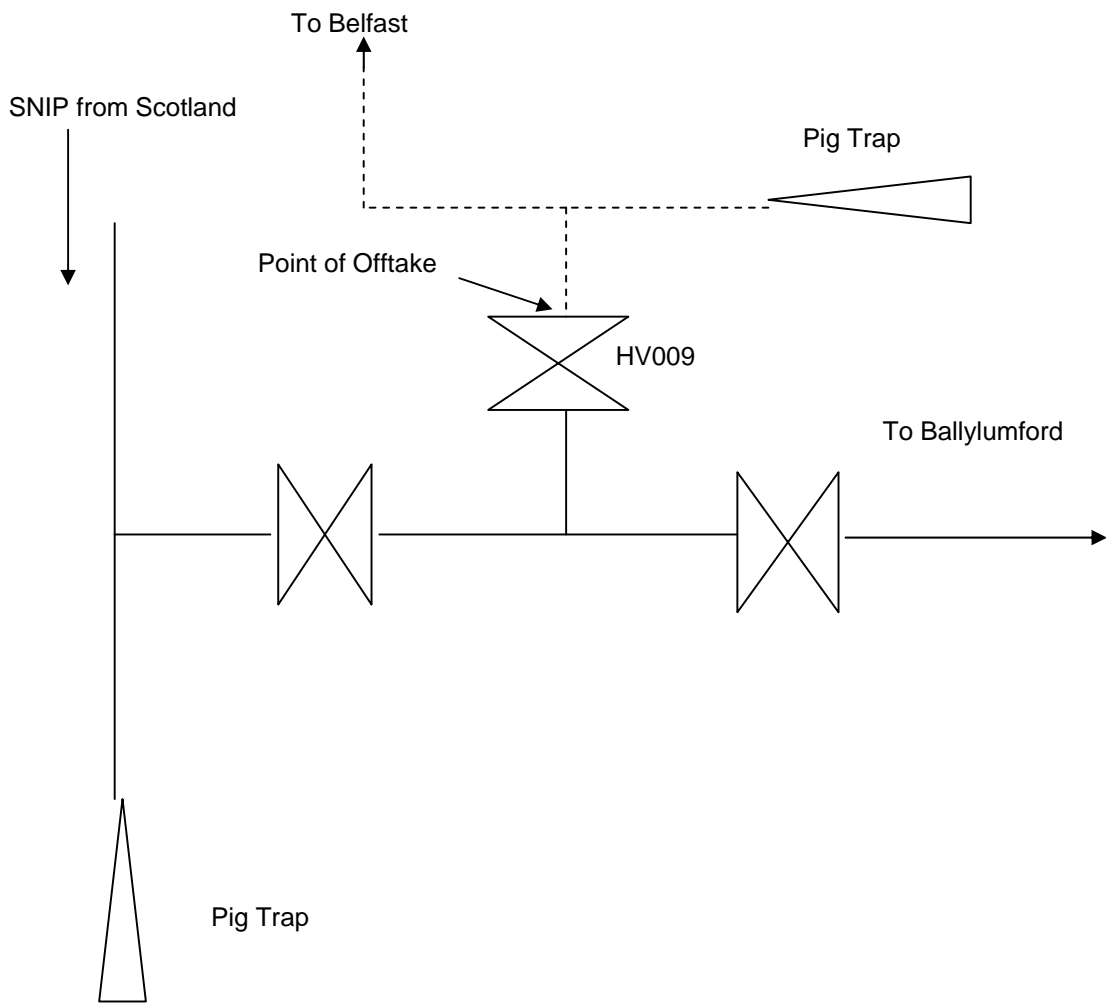 To Belfast
SNIP from Scotland
Pig Trap
Point of Offtake
HV009
To Ballylumford
Pig Trap